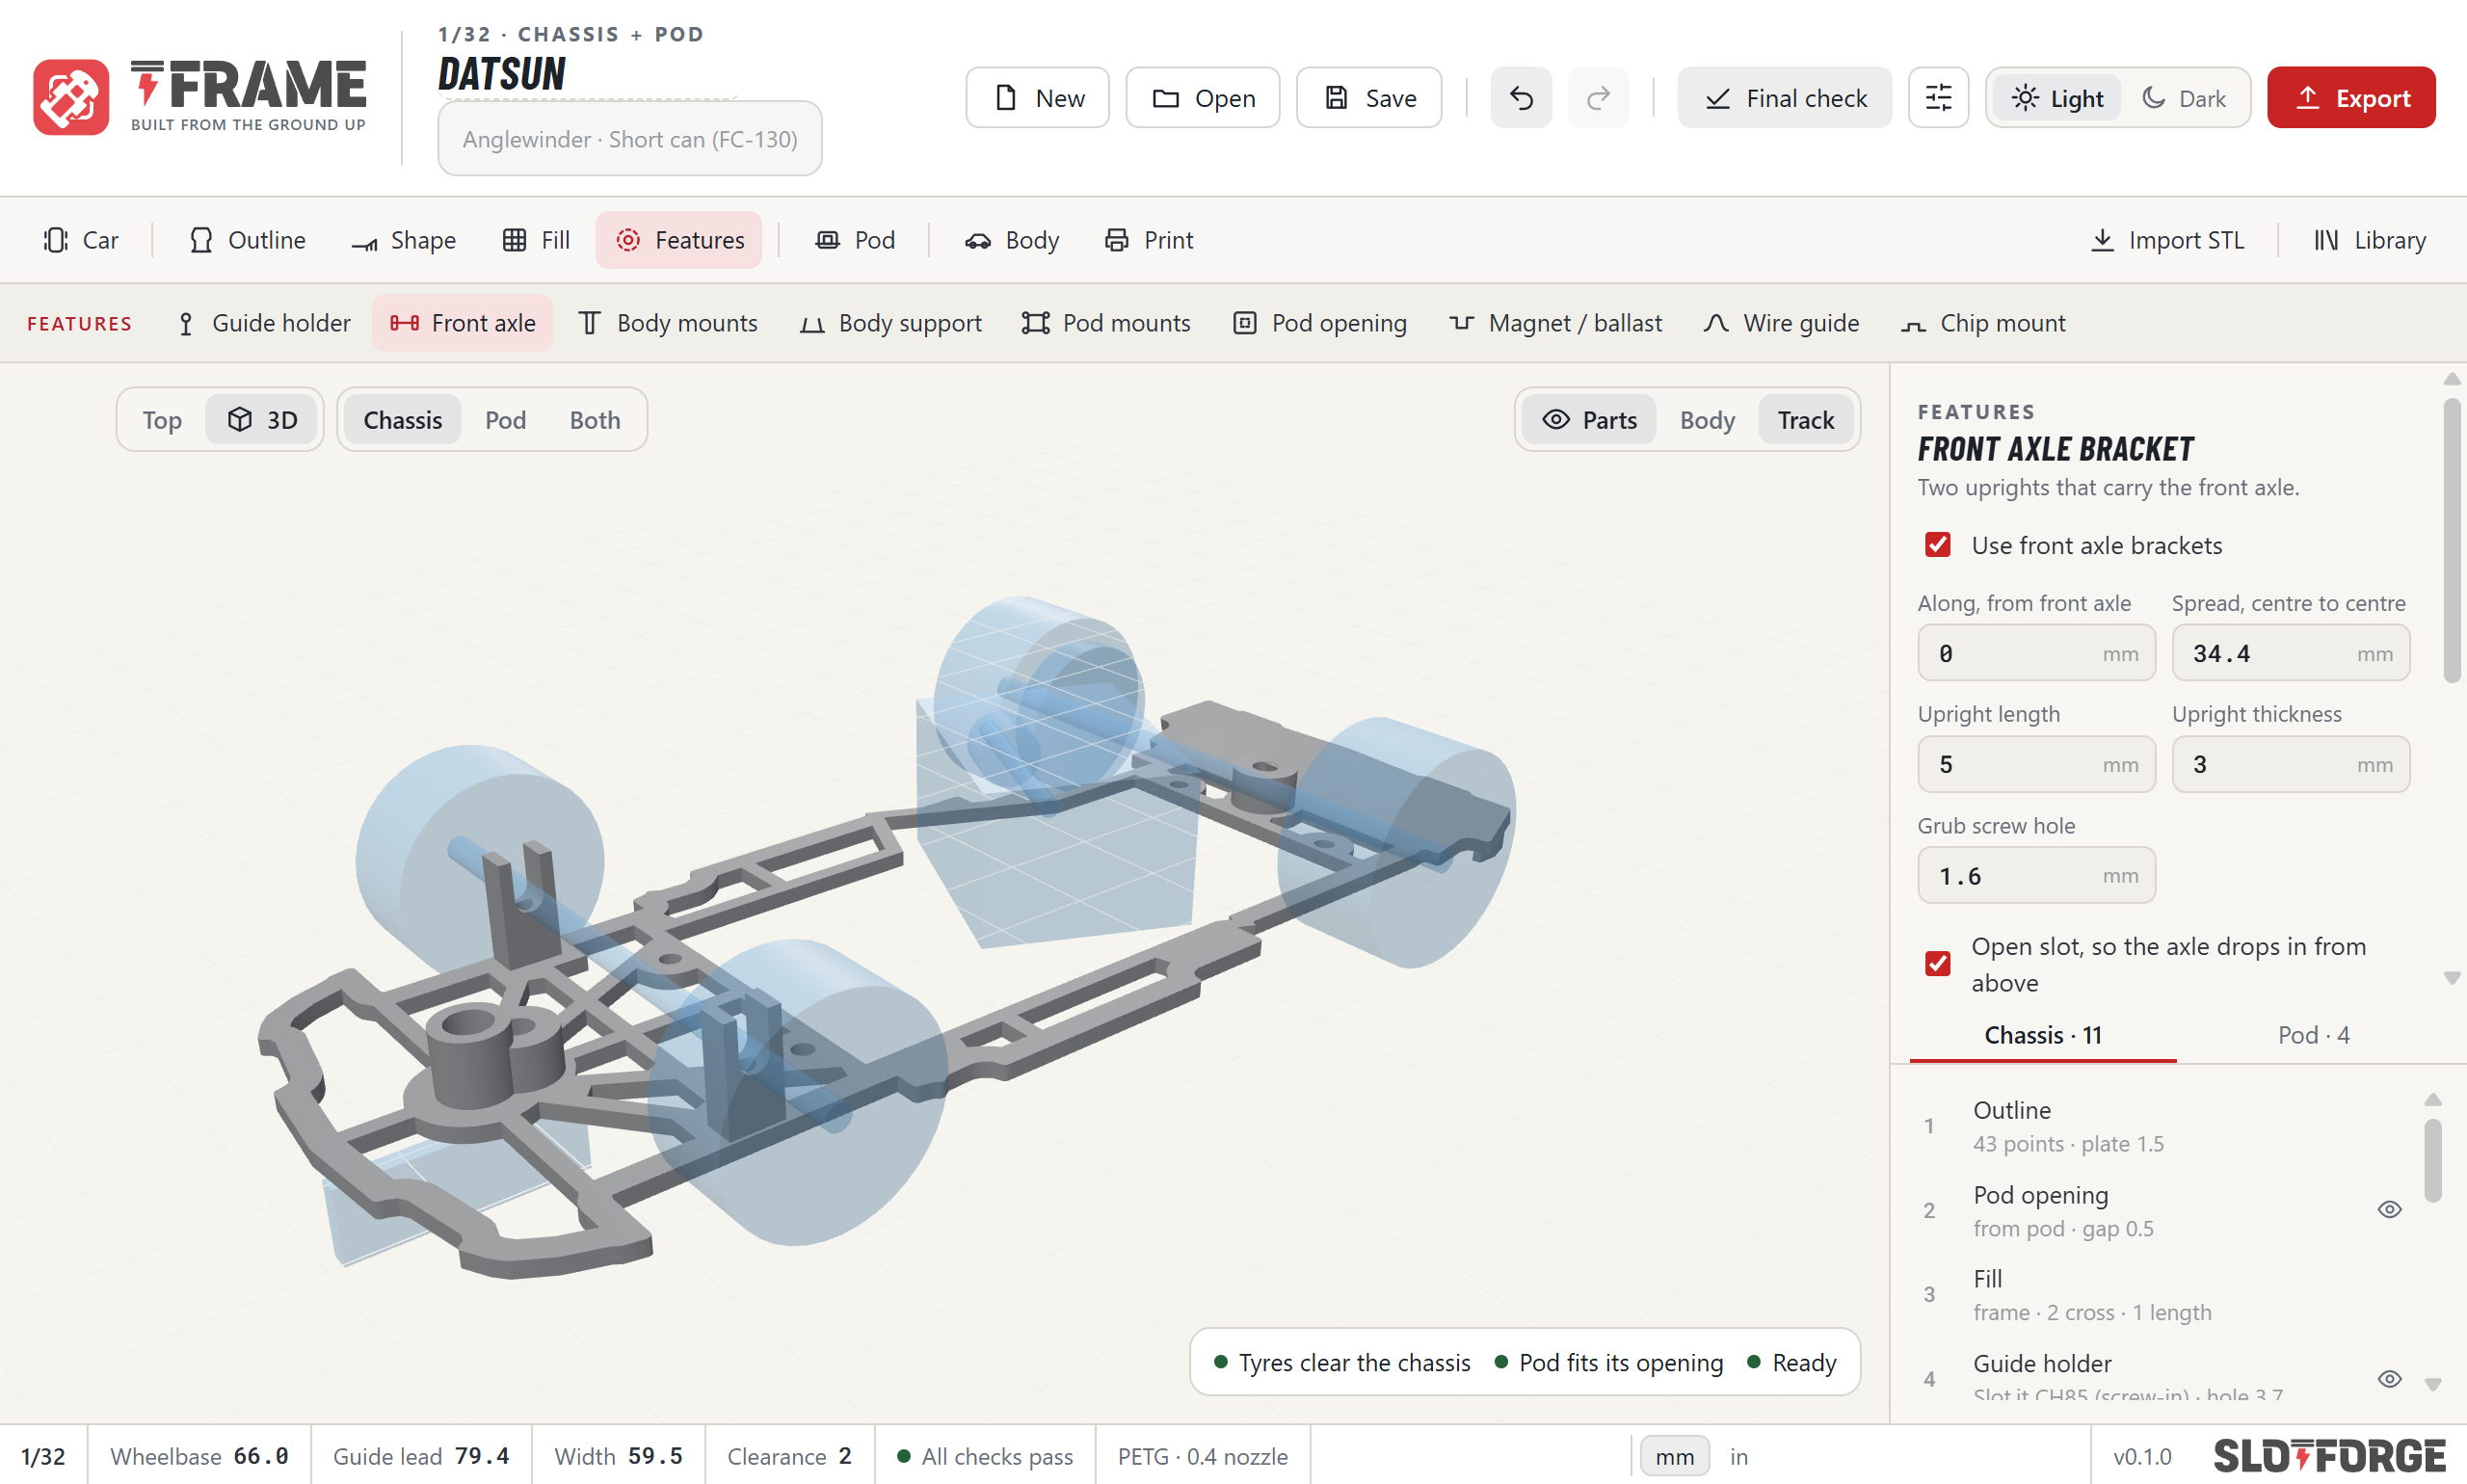 FRAME
BUILT FROM THE GROUND UP
1/32 · CHASSIS + POD
DATSUN
Anglewinder · Short can (FC-130)
New
Open
Save
Final check
Light
Dark
Export
Car
Outline
Shape
Fill
Features
Pod
Body
Print
Import STL
Library
FEATURES
Guide holder
Front axle
Body mounts
Body support
Pod mounts
Pod opening
Magnet / ballast
Wire guide
Chip mount
Top
3D
Chassis
Pod
Both
Parts
Body
Track
FEATURES
FRONT AXLE BRACKET
Two uprights that carry the front axle.
Use front axle brackets
Along, from front axle
Spread, centre to centre
0 mm
34.4 mm
Upright length
Upright thickness
5 mm
3 mm
Grub screw hole
1.6 mm
Open slot, so the axle drops in from
above
Chassis · 11
Pod · 4
1
Outline
43 points · plate 1.5
2
Pod opening
from pod · gap 0.5
3
Fill
frame · 2 cross · 1 length
4
Guide holder
Slot it CH85 (screw-in) · hole 3.7
Tyres clear the chassis
Pod fits its opening
Ready
1/32
Wheelbase 66.0
Guide lead 79.4
Width 59.5
Clearance 2
All checks pass
PETG · 0.4 nozzle
mm
in
v0.1.0
SLOTFORGE